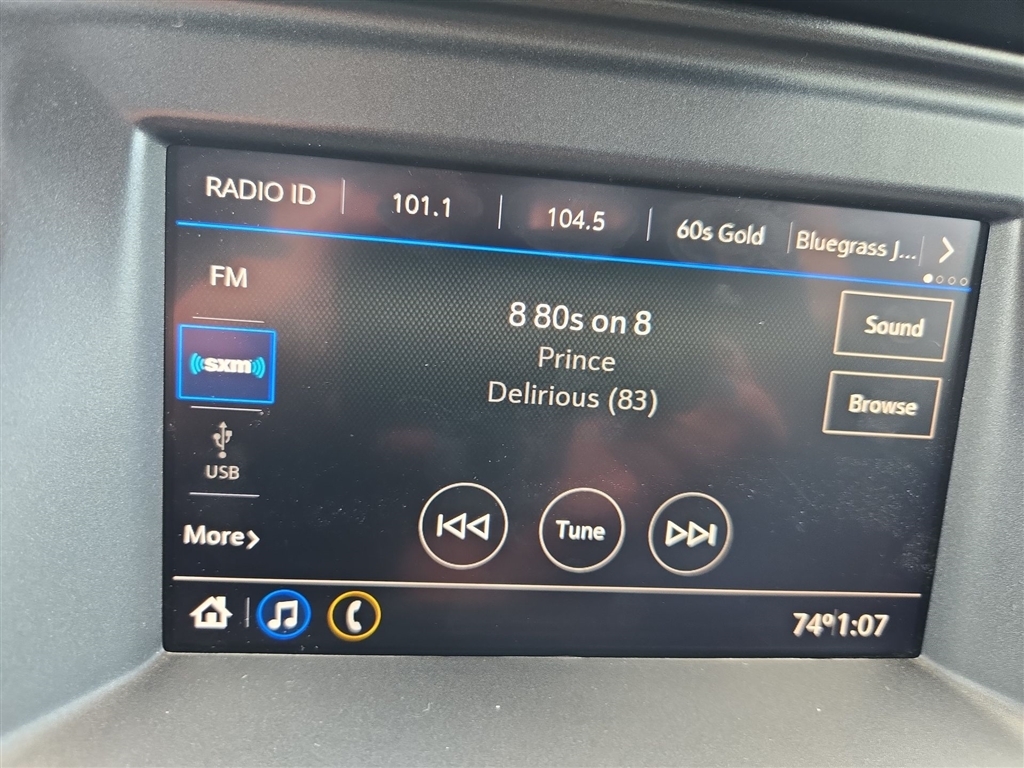 RADIO ID 101.1 104.5 60s Gold Bluegrass J...
FM
8 80s on 8
Sound
sxm
Prince
Delirious (83)
Browse
USB
More
Tune
74° 1:07